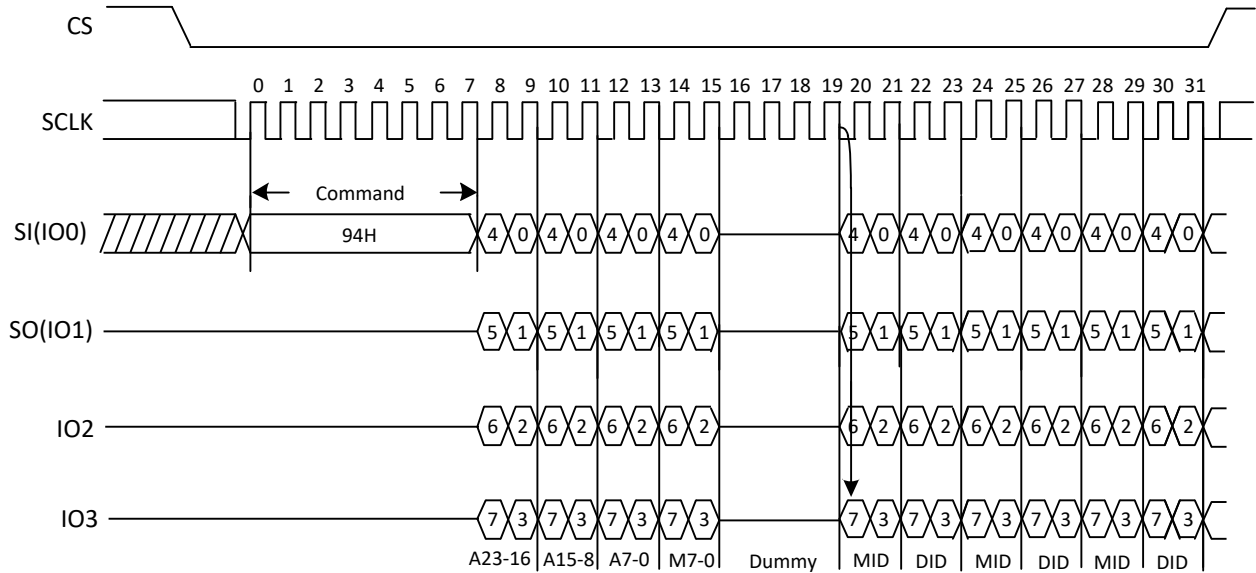 CS
0 1 2 3 4 5 6 7 8 9 10 11 12 13 14 15 16 17 18 19 20 21 22 23 24 25 26 27 28 29 30 31
SCLK
Command
SI(IO0) 94H 4 0 4 0 4 0 4 0 4 0 4 0 4 0 4 0 4 0 4 0
SO(IO1) 5 1 5 1 5 1 5 1 5 1 5 1 5 1 5 1 5 1 5 1
IO2 6 2 6 2 6 2 6 2 6 2 6 2 6 2 6 2 6 2 6 2
IO3 7 3 7 3 7 3 7 3 7 3 7 3 7 3 7 3 7 3 7 3
A23-16 A15-8 A7-0 M7-0 Dummy MID DID MID DID MID DID